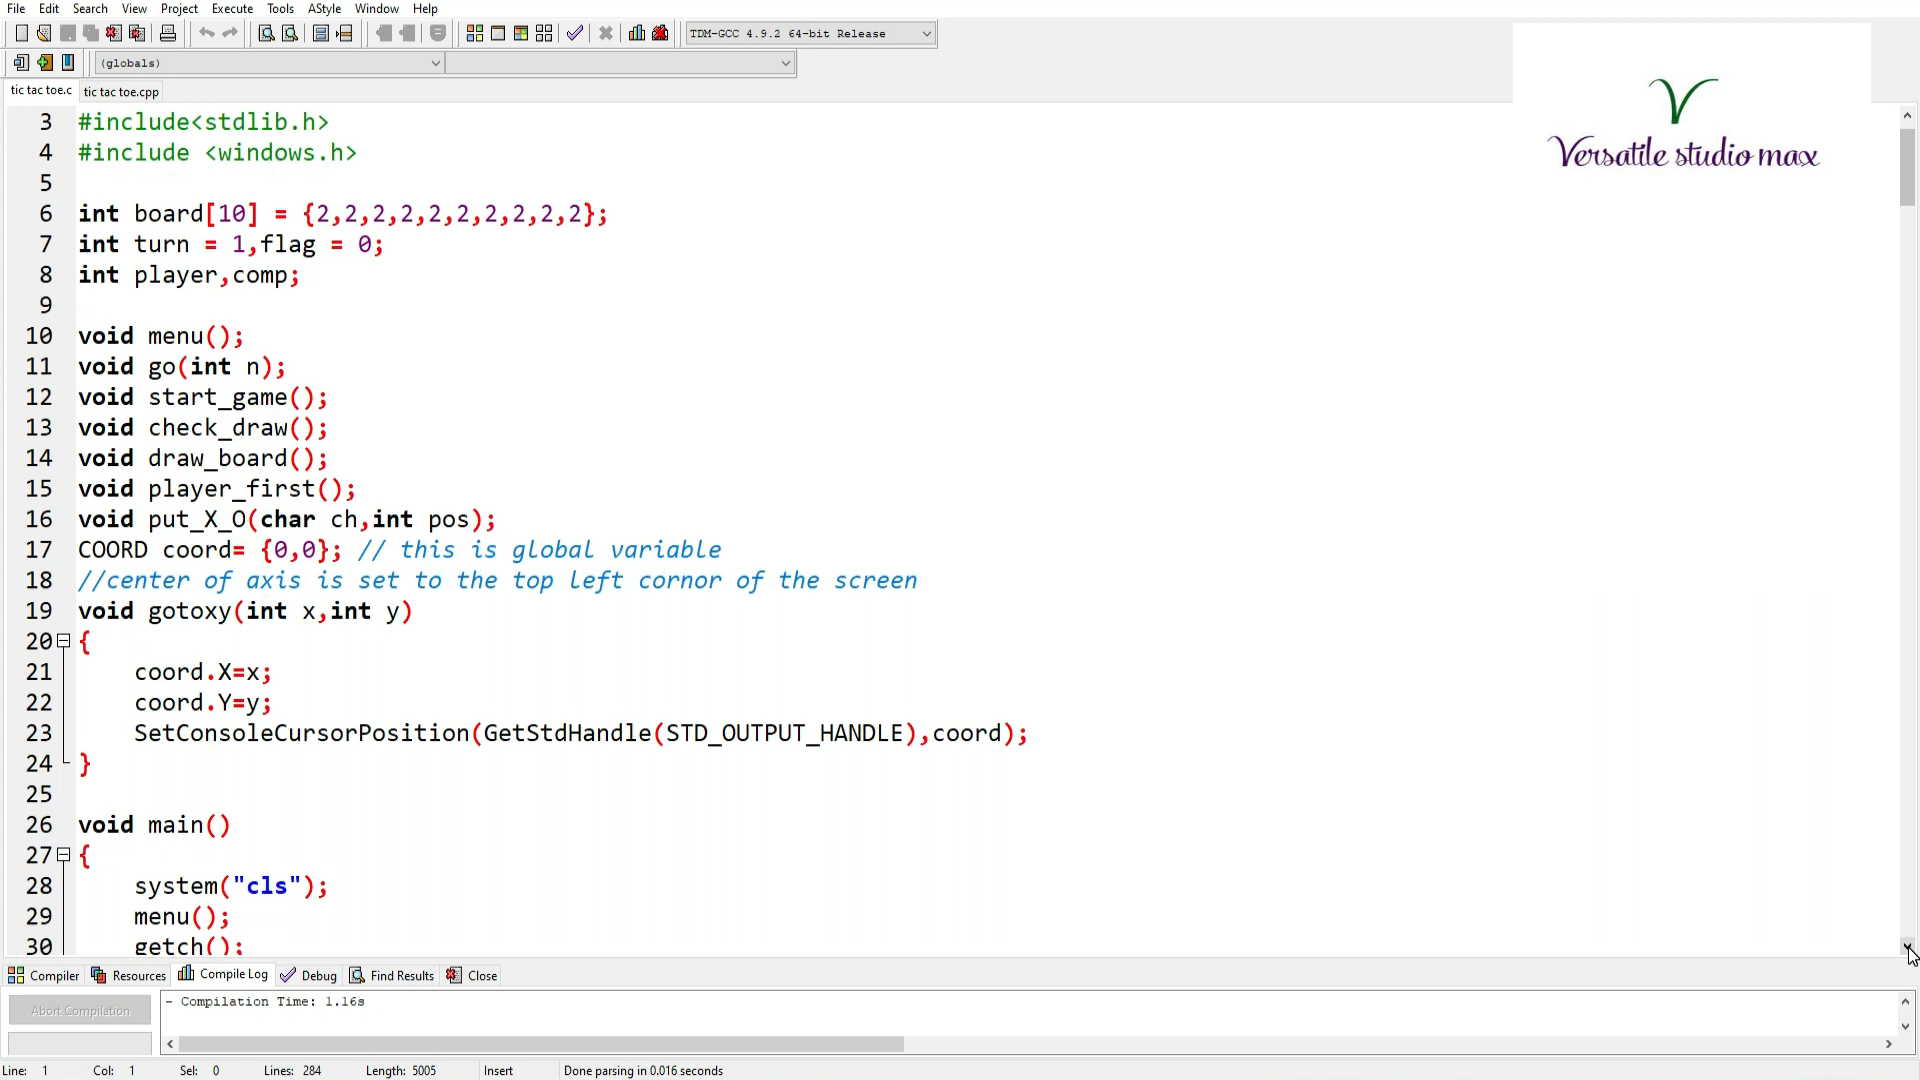 File Edit Search View Project Execute Tools AStyle Window Help
TDM-GCC 4.9.2 64-bit Release
(globals)
tic tac toe.c tic tac toe.cpp
Versatile studio max
3 #include<stdlib.h>
4 #include <windows.h>
5
6 int board[10] = {2,2,2,2,2,2,2,2,2,2};
7 int turn = 1,flag = 0;
8 int player,comp;
9
10 void menu();
11 void go(int n);
12 void start_game();
13 void check_draw();
14 void draw_board();
15 void player_first();
16 void put_X_O(char ch,int pos);
17 COORD coord= {0,0}; // this is global variable
18 //center of axis is set to the top left cornor of the screen
19 void gotoxy(int x,int y)
20 {
21     coord.X=x;
22     coord.Y=y;
23     SetConsoleCursorPosition(GetStdHandle(STD_OUTPUT_HANDLE),coord);
24 }
25
26 void main()
27 {
28     system("cls");
29     menu();
30     getch();
Compiler Resources Compile Log Debug Find Results Close
Abort Compilation
- Compilation Time: 1.16s
Line: 1 Col: 1 Sel: 0 Lines: 284 Length: 5005 Insert Done parsing in 0.016 seconds